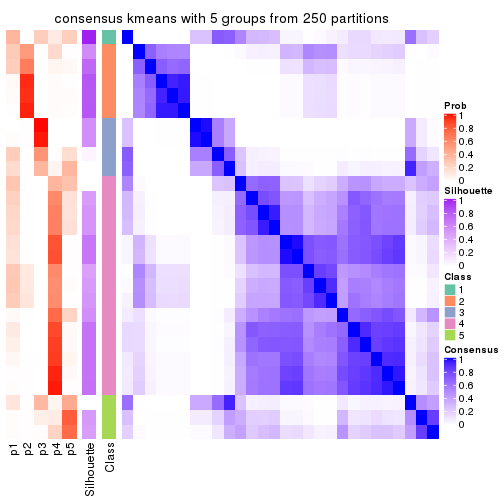 consensus kmeans with 5 groups from 250 partitions
Prob
1
0.8
0.6
0.4
0.2
0
Silhouette
1
0.8
0.6
0.4
0.2
0
Class
1
2
3
4
5
Consensus
1
0.8
0.6
0.4
0.2
0
p1
p2
p3
p4
p5
Silhouette
Class